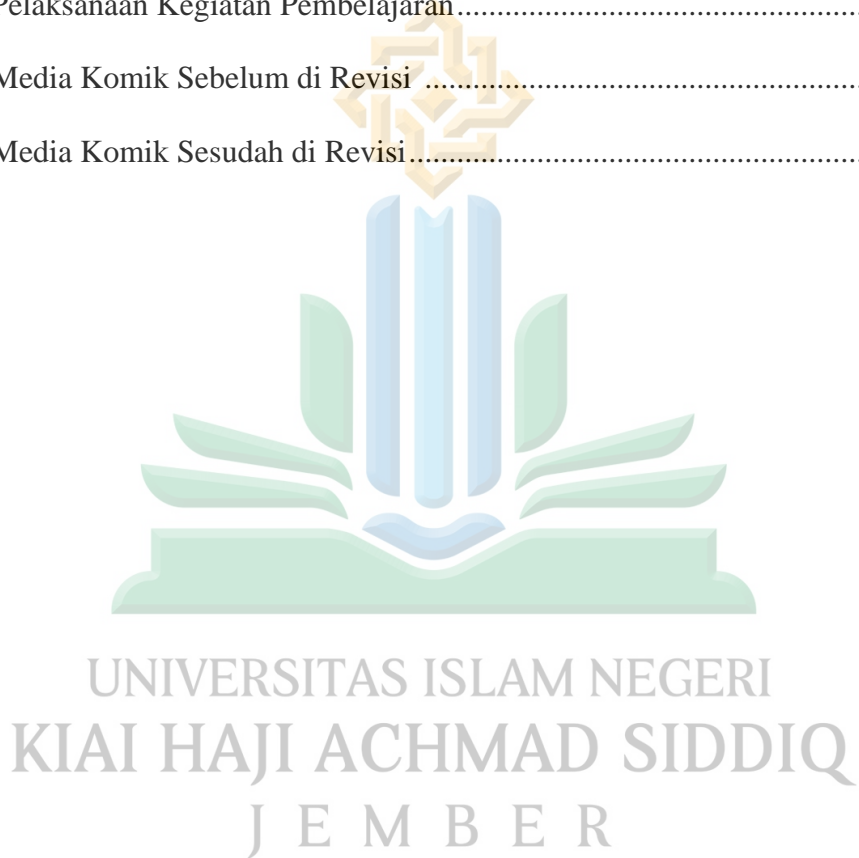 Pelaksanaan Kegiatan Pembelajaran.......................................................
Media Komik Sebelum di Revisi ..........................................................
Media Komik Sesudah di Revisi............................................................
UNIVERSITAS ISLAM NEGERI
KIAI HAJI ACHMAD SIDDIQ
J E M B E R